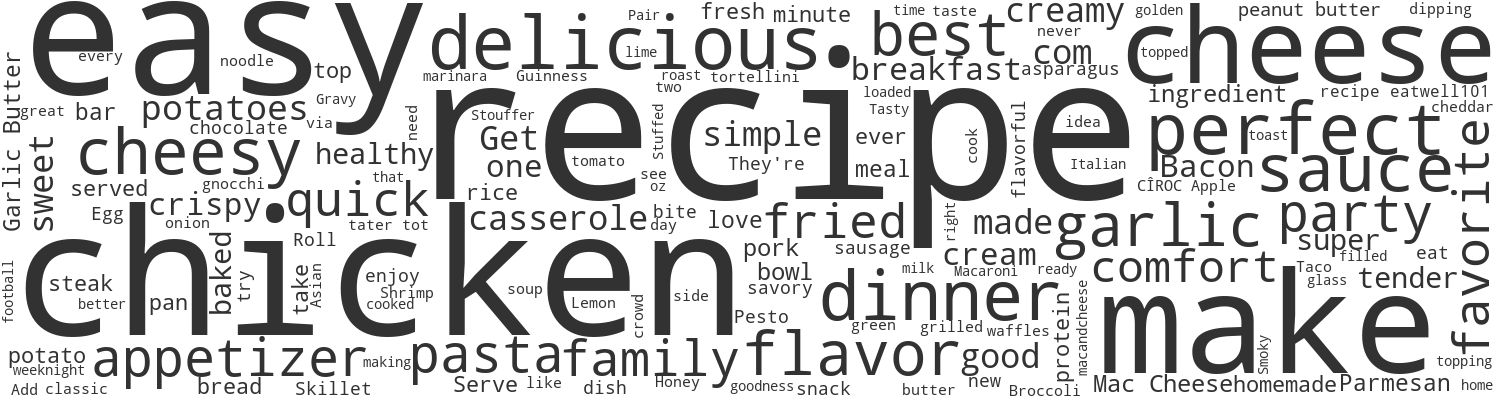 easy
recipe
chicken
make
cheese
delicious.
best
creamy
com
breakfast
asparagus
fresh
minute
Pair
lime
time
taste
never
golden
topped
peanut butter
dipping
every
noodle
top
marinara
Guinness
roast
two
tortellini
loaded
Tasty
ingredient
recipe eatwell101
cheddar
Garlic Butter
great
bar
potatoes
Gravy
chocolate
via
need
Stouffer
Get
one
tomato
Stuffed
simple
They're
ever
meal
cook
flavorful
idea
Italian
perfect
toast
Bacon
sauce
CÎROC Apple
favorite
sweet
cheesy
healthy
that
see
oz
served
gnocchi
quick
rice
Egg
crispy
onion
tater tot
casserole
bite
day
love
fried
right
made
garlic
party
super
filled
eat
Roll
baked
try
take
Asian
pork
sausage
cream
comfort
Taco
glass
tender
football
steak
better
pan
enjoy
Shrimp
cooked
soup
Lemon
crowd
side
bowl
savory
milk
Macaroni
ready
dinner
Pesto
green
grilled
waffles
protein
macandcheese
Smoky
topping
potato
weeknight
appetizer
making
pasta
family
flavor
good
new
Add
classic
bread
Skillet
Serve
like
dish
Honey
goodness
snack
butter
Broccoli
Mac Cheese
homemade
Parmesan
home